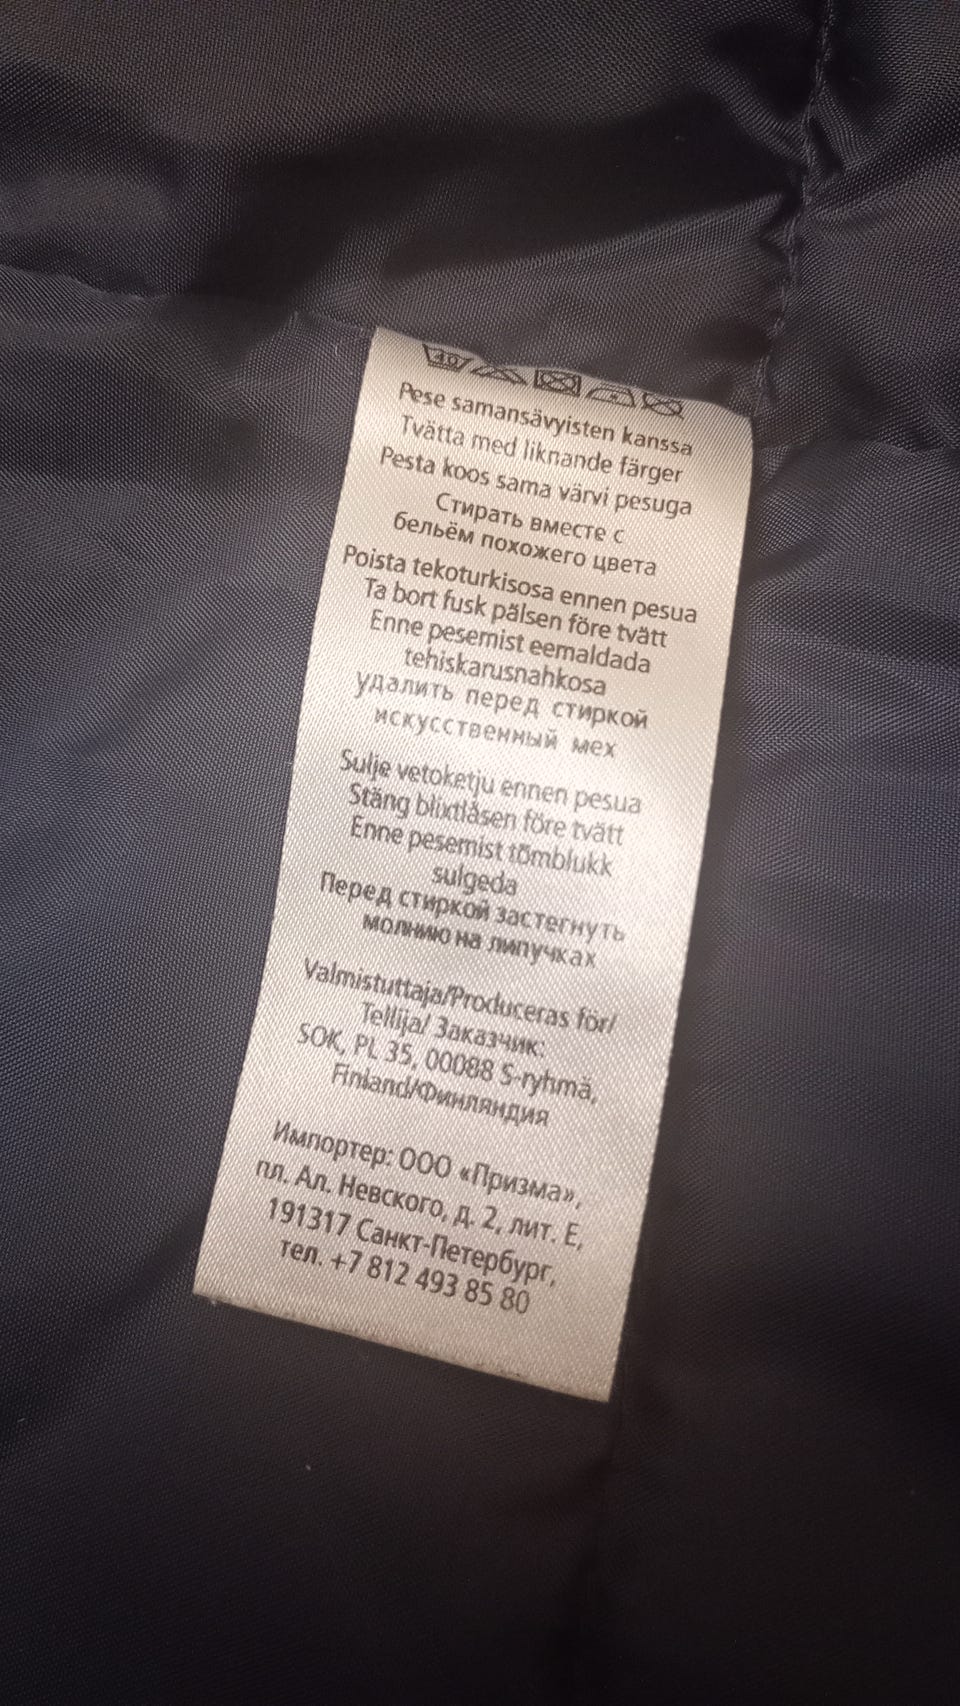 40
Pese samansävyisten kanssa
Tvätta med liknande färger
Pesta koos sama värvi pesuga
Стирать вместе с
бельём похожего цвета
Poista tekoturkisosa ennen pesua
Ta bort fusk pälsen före tvätt
Enne pesemist eemaldada
tehiskarusnahkosa
удалить перед стиркой
искусственный мех
Sulje vetoketju ennen pesua
Stäng blixtlåsen före tvätt
Enne pesemist tõmblukk
sulgeda
Перед стиркой застегнуть
молнию на липучках
Valmistuttaja/Produceras för/
Tellija/ Заказчик:
SOK, PL 35, 00088 S-ryhmä,
Finland/Финляндия
Импортер: ООО «Призма»,
пл. Ал. Невского, д. 2, лит. Е,
191317 Санкт-Петербург,
тел. +7 812 493 85 80